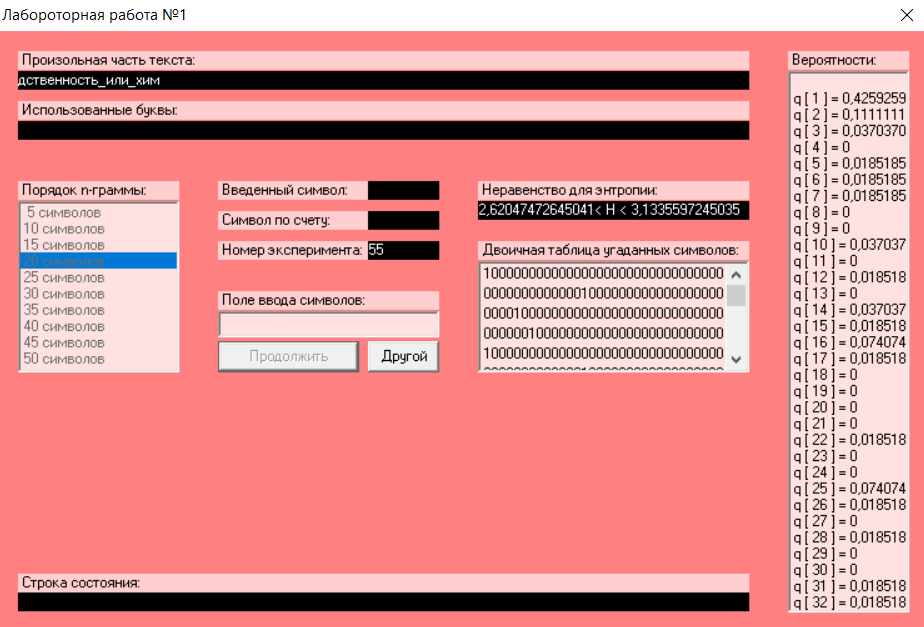 Лабороторная работа №1
Произольная часть текста:
дственность_или_хим
Использованные буквы:
Порядок n-граммы:
5 символов
10 символов
15 символов
20 символов
25 символов
30 символов
35 символов
40 символов
45 символов
50 символов
Введенный символ:
Символ по счету:
Номер эксперимента: 55
Поле ввода символов:
Продолжить
Другой
Неравенство для энтропии:
2,62047472645041< H < 3,1335597245035
Двоичная таблица угаданных символов:
10000000000000000000000000000000
00000000000001000000000000000000
00001000000000000000000000000000
00000010000000000000000000000000
10000000000000000000000000000000
Строка состояния:
Вероятности:
q [ 1 ] = 0,4259259
q [ 2 ] = 0,1111111
q [ 3 ] = 0,0370370
q [ 4 ] = 0
q [ 5 ] = 0,0185185
q [ 6 ] = 0,0185185
q [ 7 ] = 0,0185185
q [ 8 ] = 0
q [ 9 ] = 0
q [ 10 ] = 0,037037
q [ 11 ] = 0
q [ 12 ] = 0,018518
q [ 13 ] = 0
q [ 14 ] = 0,037037
q [ 15 ] = 0,018518
q [ 16 ] = 0,074074
q [ 17 ] = 0,018518
q [ 18 ] = 0
q [ 19 ] = 0
q [ 20 ] = 0
q [ 21 ] = 0
q [ 22 ] = 0,018518
q [ 23 ] = 0
q [ 24 ] = 0
q [ 25 ] = 0,074074
q [ 26 ] = 0,018518
q [ 27 ] = 0
q [ 28 ] = 0,018518
q [ 29 ] = 0
q [ 30 ] = 0
q [ 31 ] = 0,018518
q [ 32 ] = 0,018518